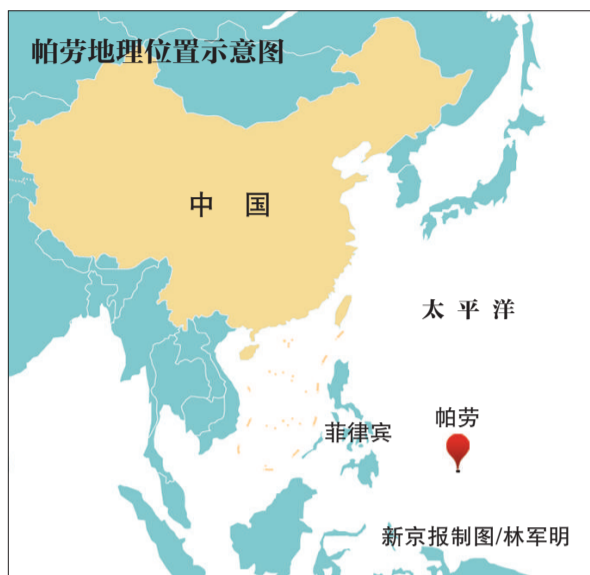 帕劳地理位置示意图
中国
太平洋
帕劳
菲律宾
新京报制图/林军明